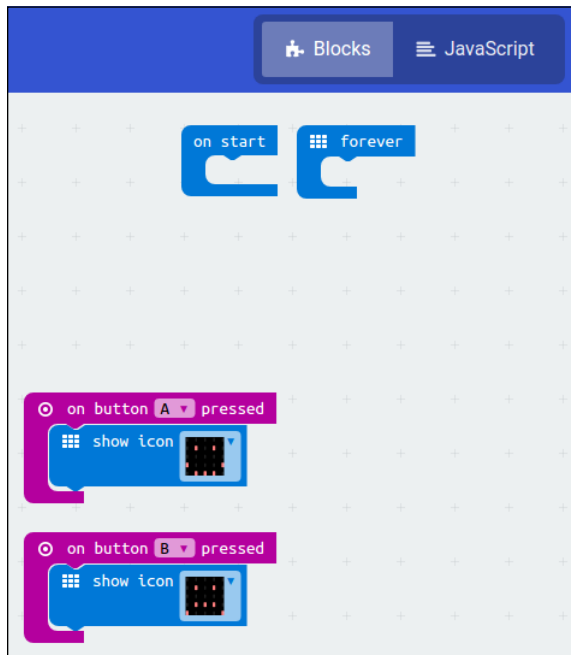 Blocks JavaScript
on start forever
on button A pressed
show icon
on button B pressed
show icon